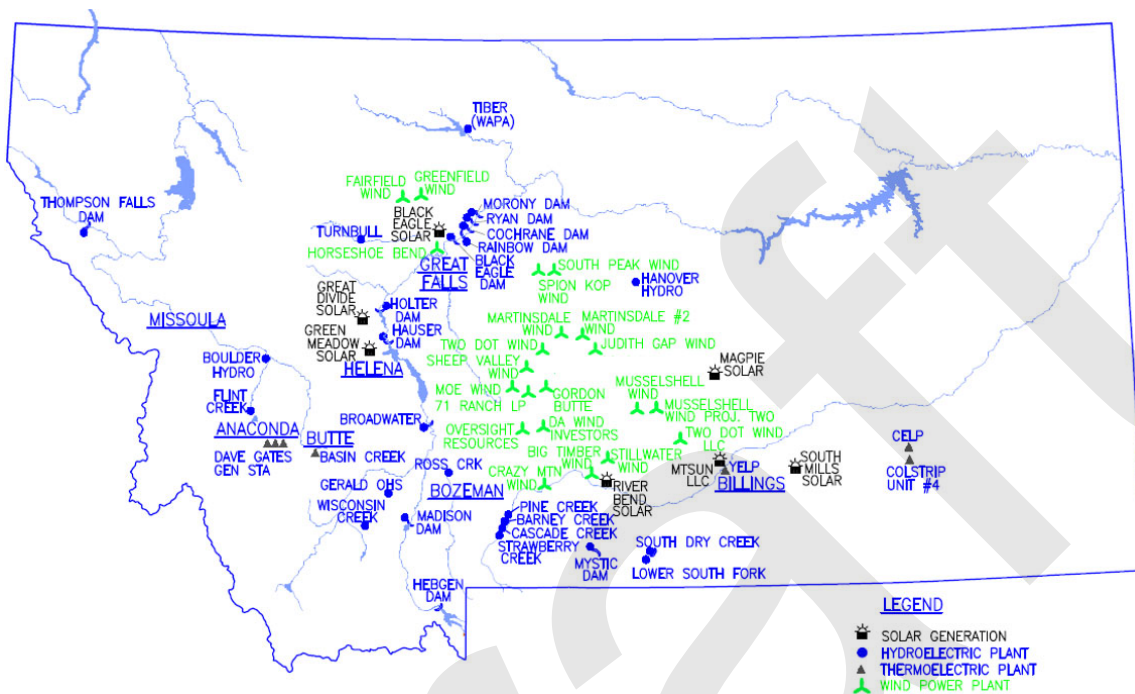 TIBER
(WAPA)
FAIRFIELD
WIND
GREENFIELD
WIND
THOMPSON FALLS
DAM
BLACK
EAGLE
SOLAR
MORONY DAM
RYAN DAM
COCHRANE DAM
RAINBOW DAM
TURNBULL
HORSESHOE BEND
GREAT
FALLS
BLACK
EAGLE DAM
SOUTH PEAK WIND
SPION KOP
WIND
HANOVER
HYDRO
GREAT
DIVIDE
SOLAR
HOLTER
DAM
MISSOULA
GREEN
MEADOW
SOLAR
HAUSER
DAM
HELENA
MARTINSDALE
WIND
MARTINSDALE #2
WIND
TWO DOT WIND
JUDITH GAP WIND
SHEEP VALLEY
WIND
BOULDER
HYDRO
MAGPIE
SOLAR
MOE WIND
71 RANCH LP
GORDON
BUTTE
MUSSELSHELL
WIND
MUSSELSHELL
WIND PROJ. TWO
FLINT
CREEK
ANACONDA
BUTTE
BROADWATER
OVERSIGHT
RESOURCES
DA WIND
INVESTORS
TWO DOT WIND
LLC
DAVE GATES
GEN STA
BASIN CREEK
BIG TIMBER
WIND
STILLWATER
WIND
CELP
COLSTRIP
UNIT #4
ROSS CRK
CRAZY MTN
WIND
MTSUN
LLC
YELP
BILLINGS
SOUTH
MILLS
SOLAR
GERALD OHS
BOZEMAN
RIVER
BEND
SOLAR
WISCONSIN
CREEK
MADISON
DAM
PINE CREEK
BARNEY CREEK
CASCADE CREEK
STRAWBERRY
CREEK
MYSTIC
DAM
SOUTH DRY CREEK
LOWER SOUTH FORK
HEBGEN
DAM
LEGEND
SOLAR GENERATION
HYDROELECTRIC PLANT
THERMOELECTRIC PLANT
WIND POWER PLANT